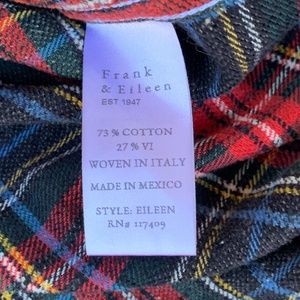 Frank
& Eileen
EST 1947
73 % COTTON
27 % VI
WOVEN IN ITALY
MADE IN MEXICO
STYLE: EILEEN
RN# 117409